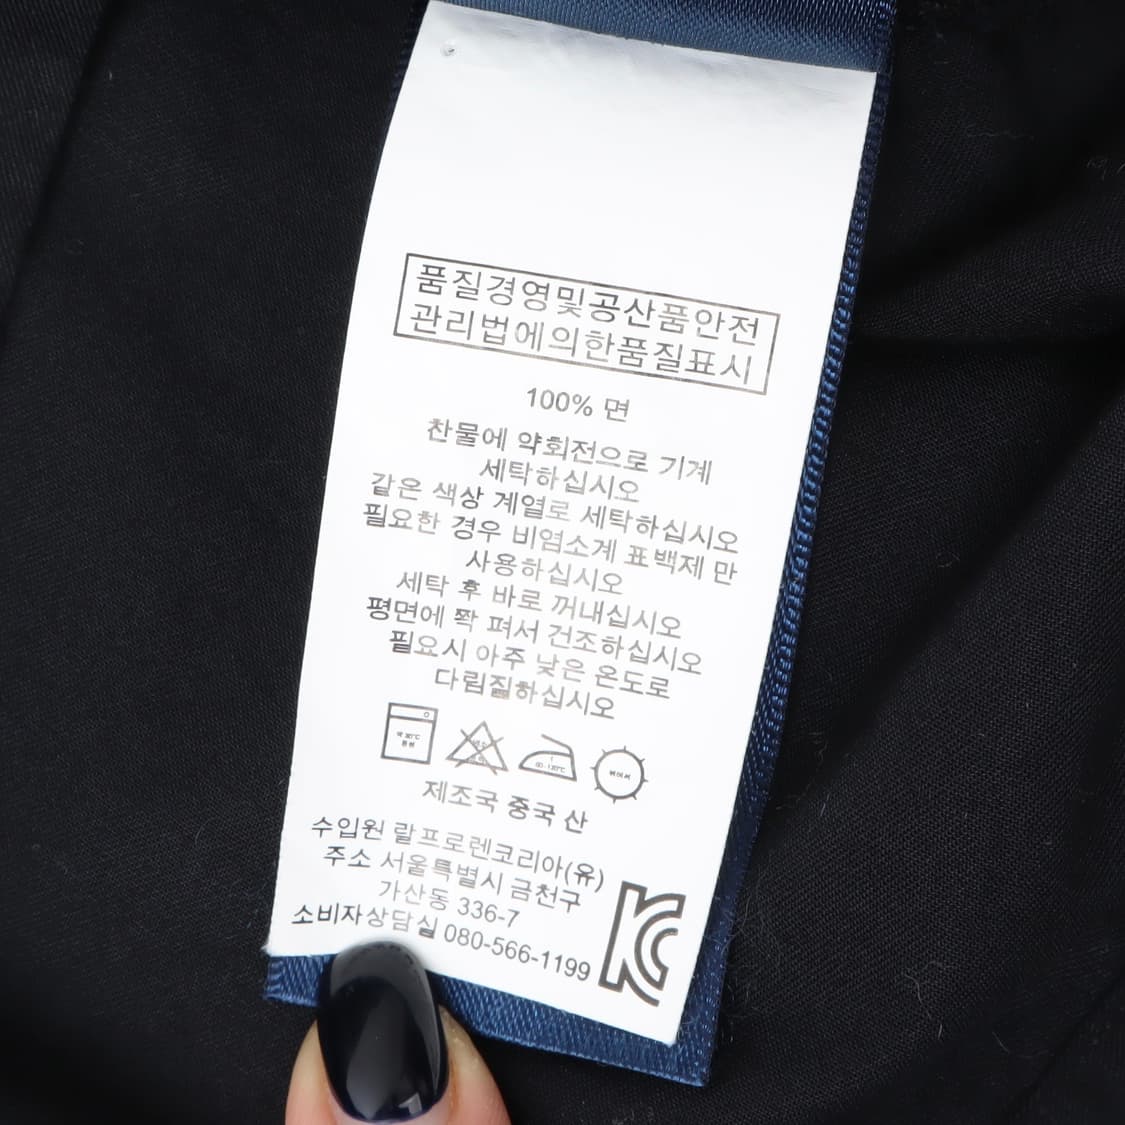 품질경영및공산품안전
관리법에의한품질표시
100% 면
찬물에 약회전으로 기계
세탁하십시오
같은 색상 계열로 세탁하십시오
필요한 경우 비염소계 표백제 만
사용하십시오
세탁 후 바로 꺼내십시오
평면에 쫙 펴서 건조하십시오
필요시 아주 낮은 온도로
다림질하십시오
제조국 중국 산
수입원 랄프로렌코리아(유)
주소 서울특별시 금천구
가산동 336-7
소비자상담실 080-566-1199